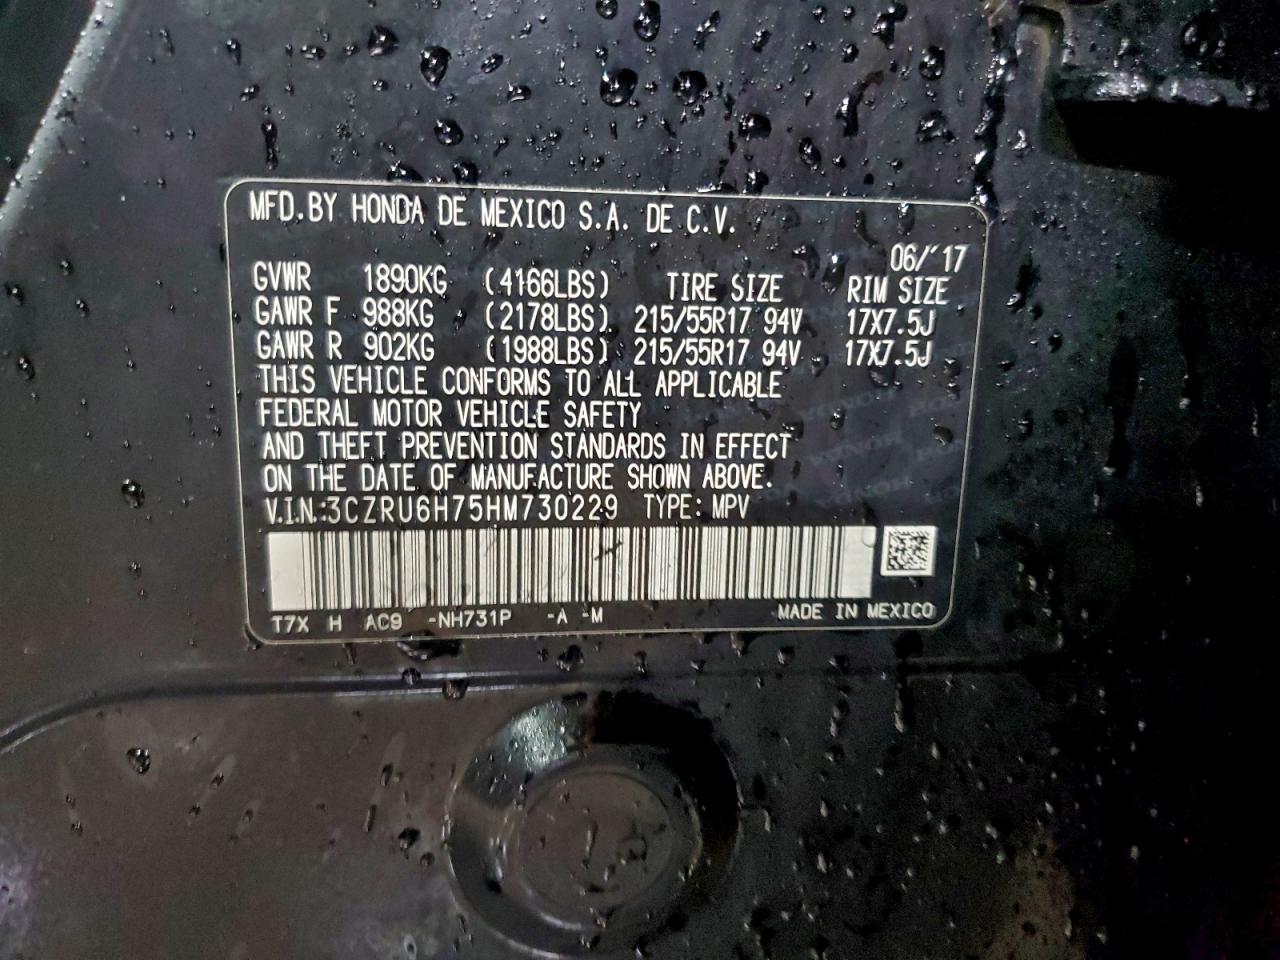 MFD.BY HONDA DE MEXICO S.A. DE C.V.
06/'17
GVWR 1890KG (4166LBS) TIRE SIZE RIM SIZE
GAWR F 988KG (2178LBS) 215/55R17 94V 17X7.5J
GAWR R 902KG (1988LBS) 215/55R17 94V 17X7.5J
THIS VEHICLE CONFORMS TO ALL APPLICABLE
FEDERAL MOTOR VEHICLE SAFETY
AND THEFT PREVENTION STANDARDS IN EFFECT
ON THE DATE OF MANUFACTURE SHOWN ABOVE.
V.I.N.:3CZRU6H75HM730229 TYPE: MPV
T7X H AC9 -NH731P -A -M MADE IN MEXICO